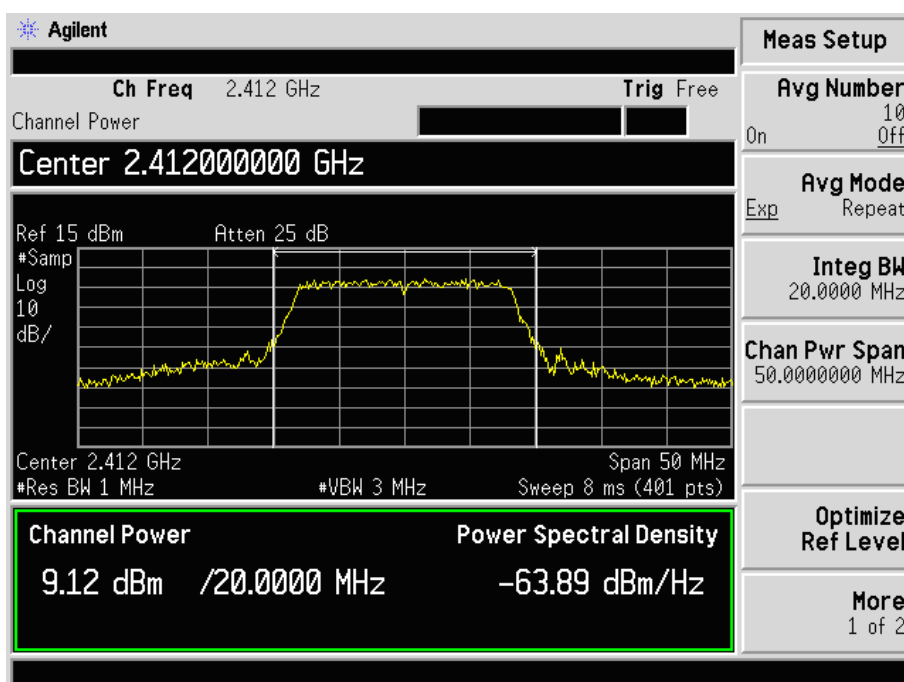 Agilent
Ch Freq 2.412 GHz Trig Free
Channel Power
Center 2.412000000 GHz
Ref 15 dBm Atten 25 dB
#Samp
Log
10
dB/
Center 2.412 GHz Span 50 MHz
#Res BW 1 MHz #VBW 3 MHz Sweep 8 ms (401 pts)
Channel Power Power Spectral Density
9.12 dBm /20.0000 MHz -63.89 dBm/Hz
Meas Setup
Avg Number
10
On Off
Avg Mode
Exp Repeat
Integ BW
20.0000 MHz
Chan Pwr Span
50.0000000 MHz
Optimize
Ref Level
More
1 of 2